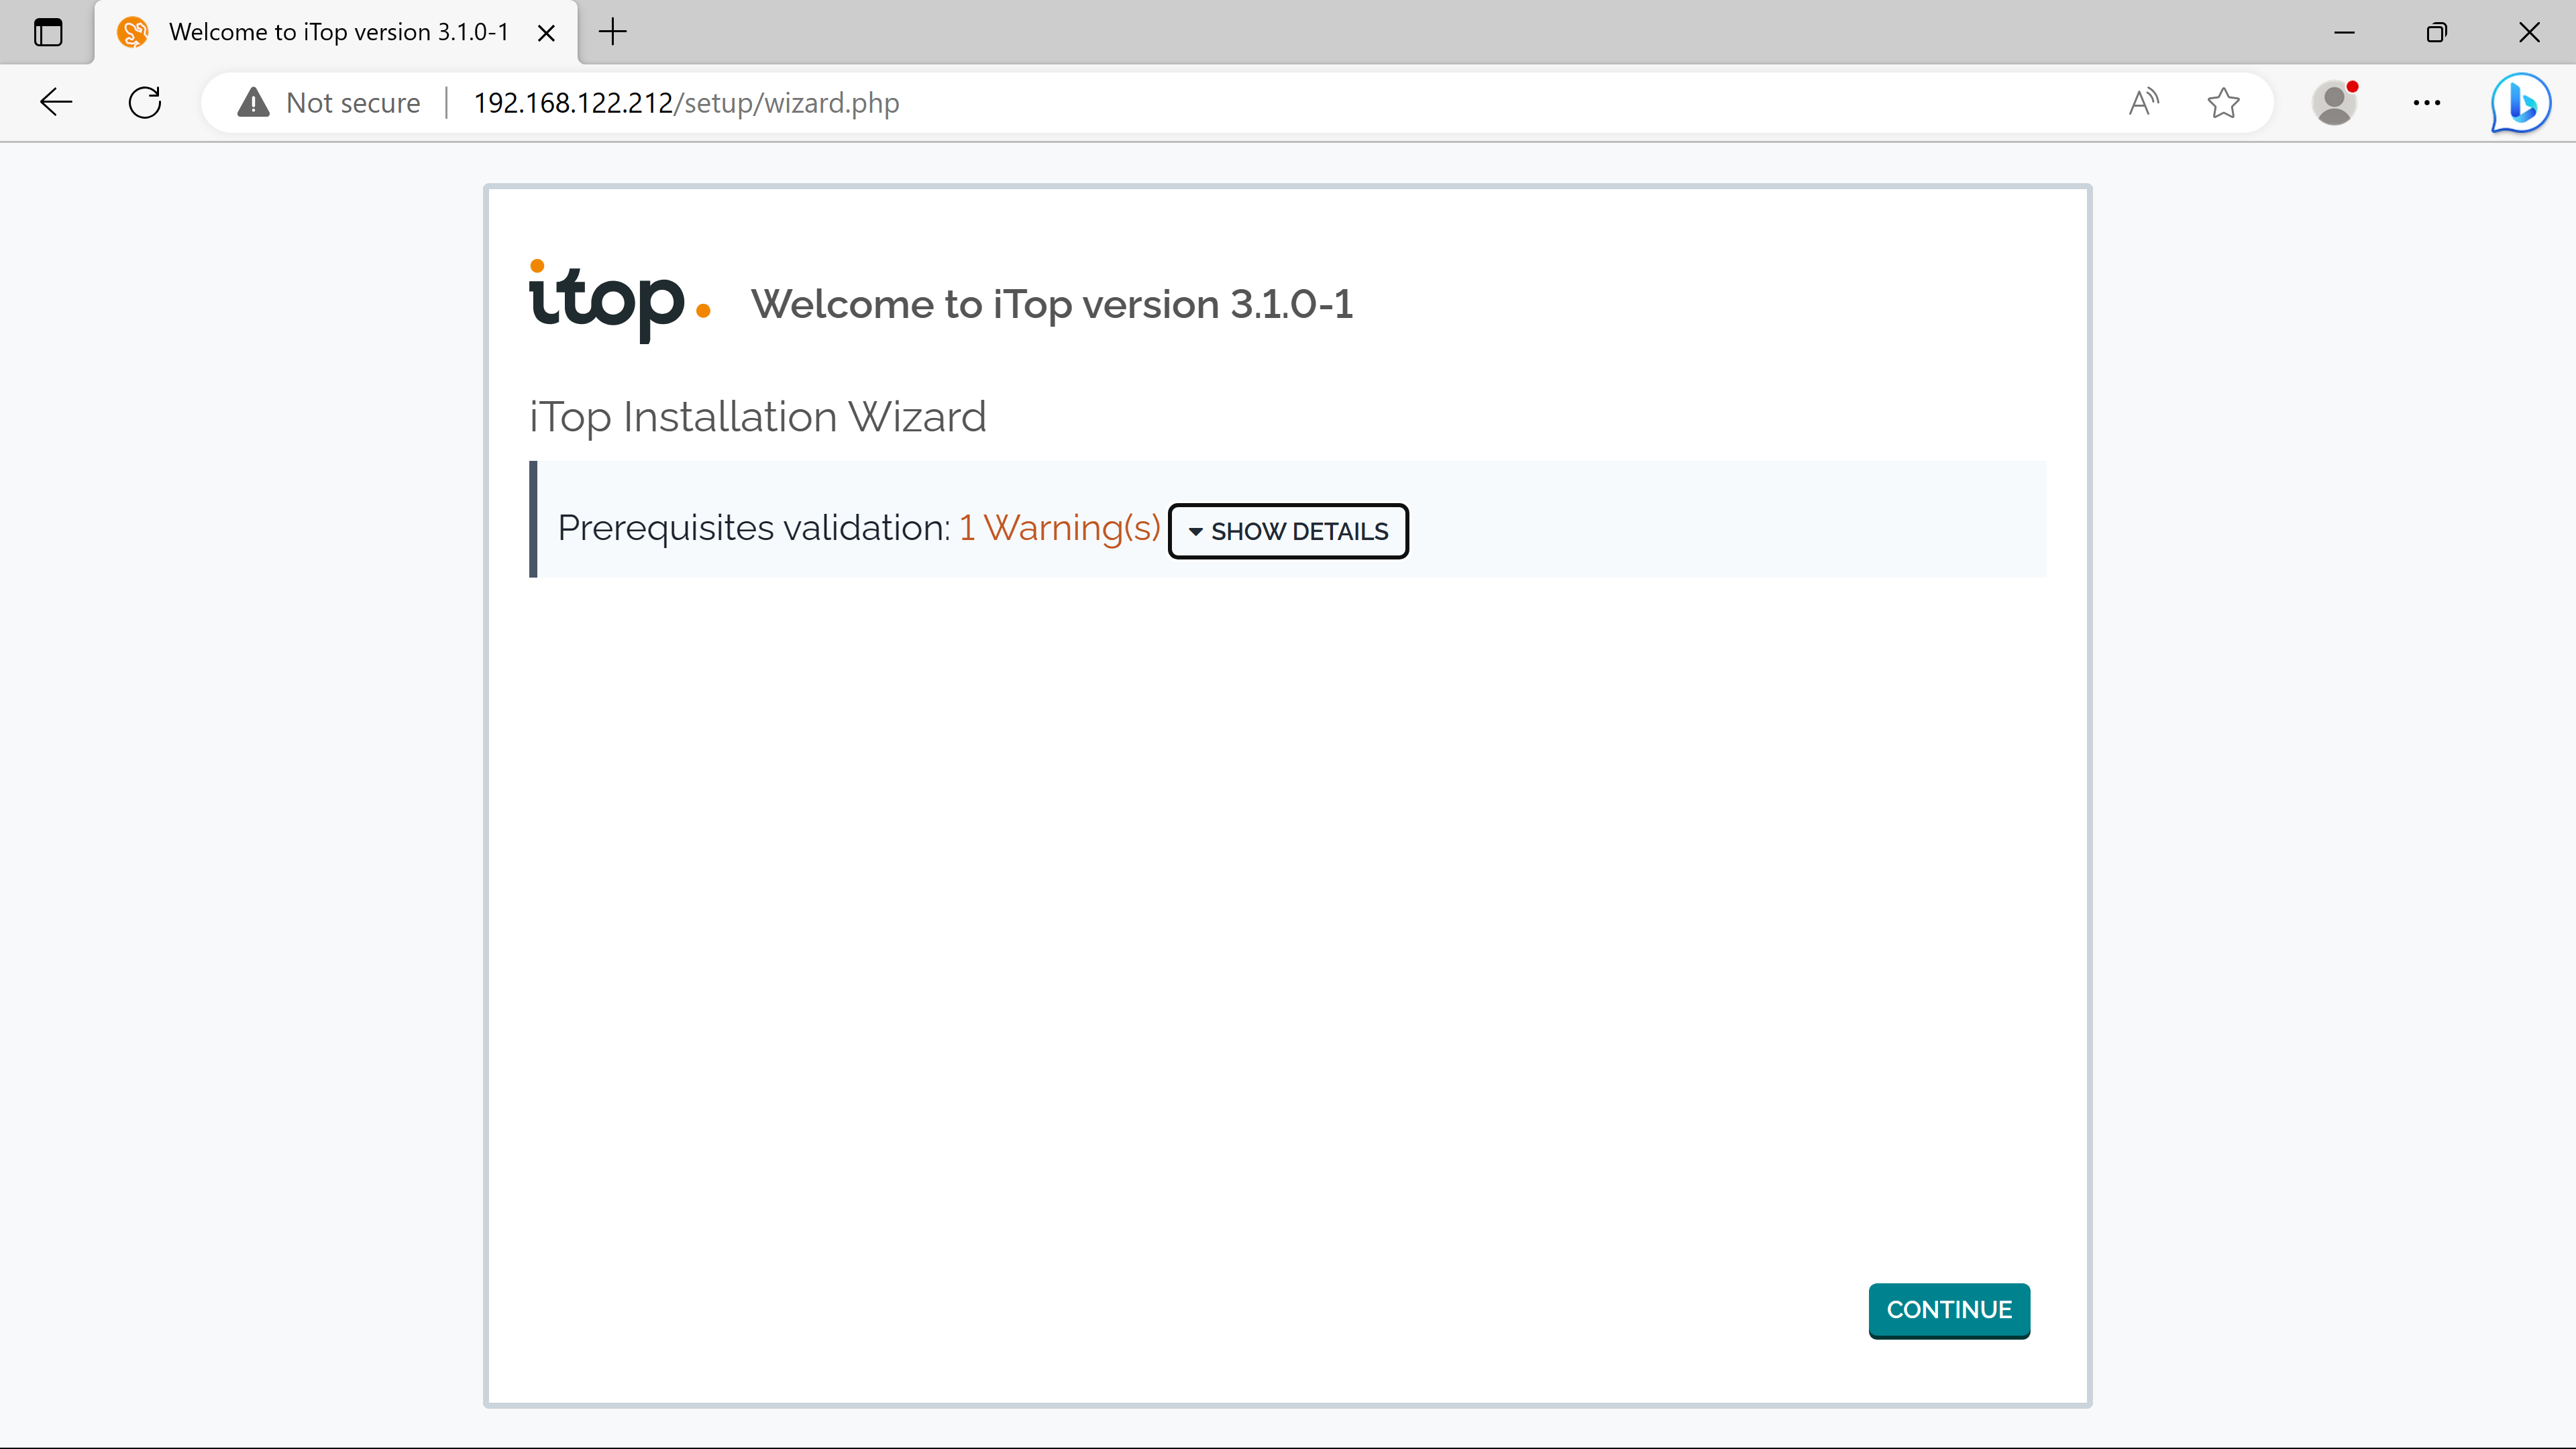 Welcome to iTop version 3.1.0-1
Not secure
192.168.122.212/setup/wizard.php
itop.
Welcome to iTop version 3.1.0-1
iTop Installation Wizard
Prerequisites validation: 1 Warning(s) SHOW DETAILS
CONTINUE